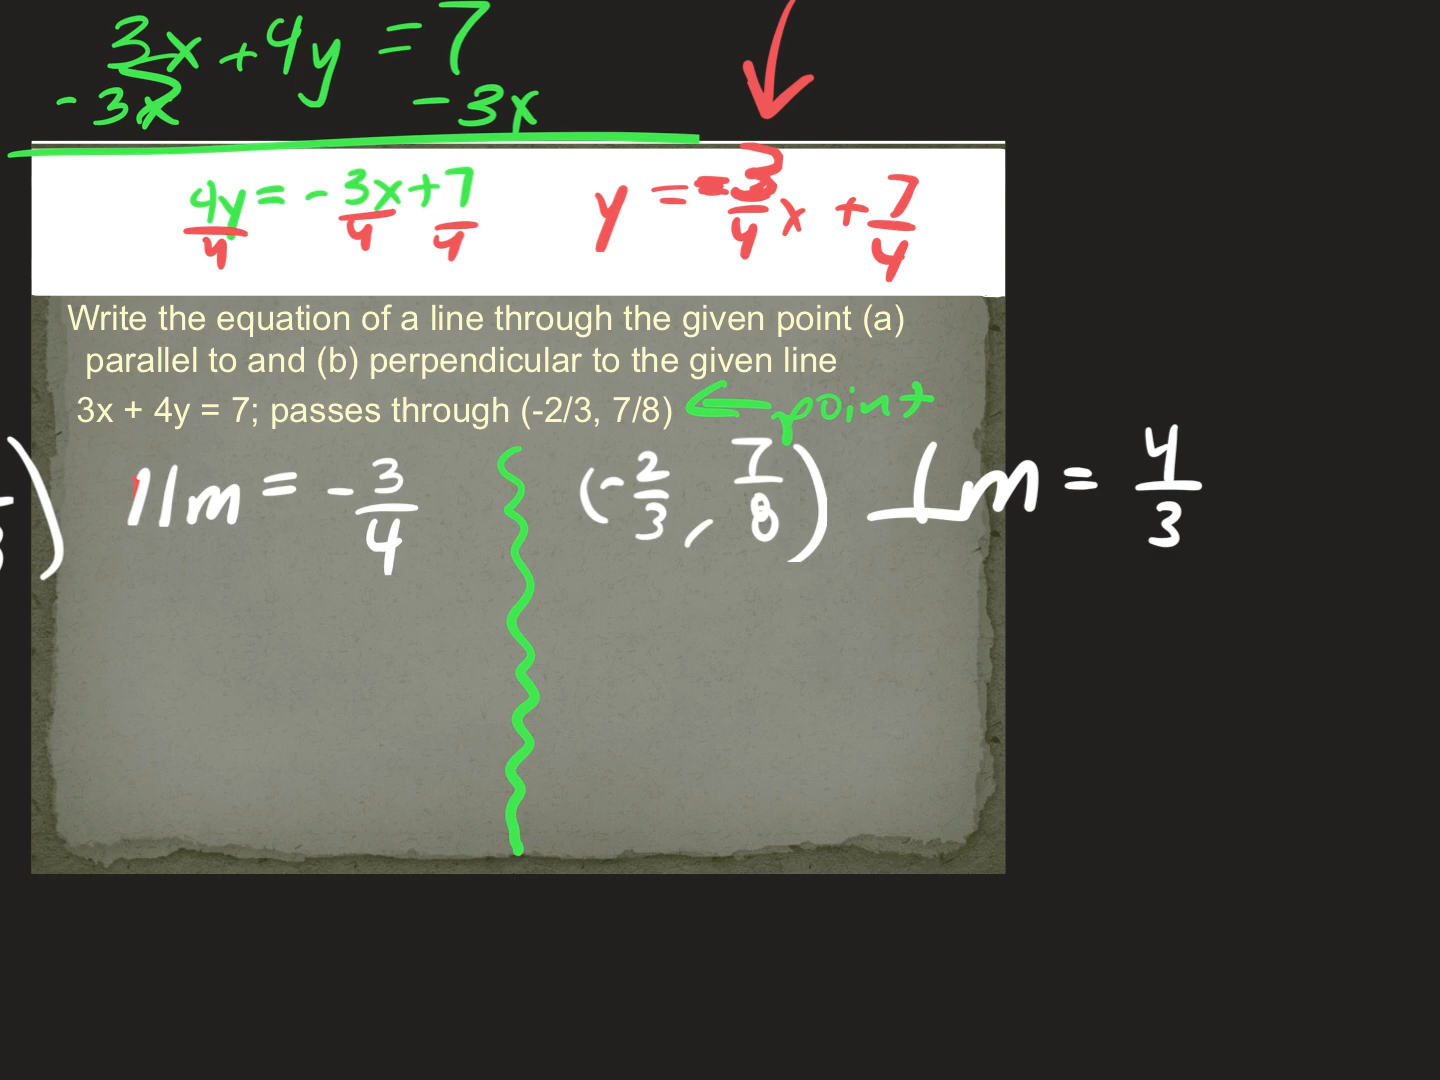 3x + 4y = 7
- 3x - 3x
4y = - 3x + 7 y = - 3/4 x + 7/4
4 4 4
Write the equation of a line through the given point (a)
parallel to and (b) perpendicular to the given line
3x + 4y = 7; passes through (-2/3, 7/8) ← point
) // m = - 3/4 (- 2/3, 7/8) ⊥ m = 4/3